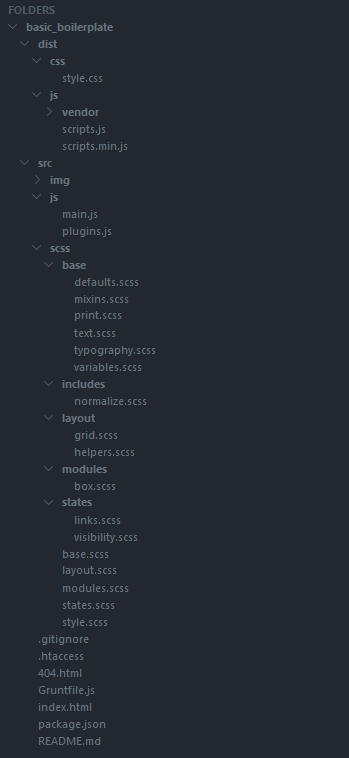 FOLDERS
basic_boilerplate
dist
css
style.css
js
vendor
scripts.js
scripts.min.js
src
img
js
main.js
plugins.js
scss
base
defaults.scss
mixins.scss
print.scss
text.scss
typography.scss
variables.scss
includes
normalize.scss
layout
grid.scss
helpers.scss
modules
box.scss
states
links.scss
visibility.scss
base.scss
layout.scss
modules.scss
states.scss
style.scss
.gitignore
.htaccess
404.html
Gruntfile.js
index.html
package.json
README.md